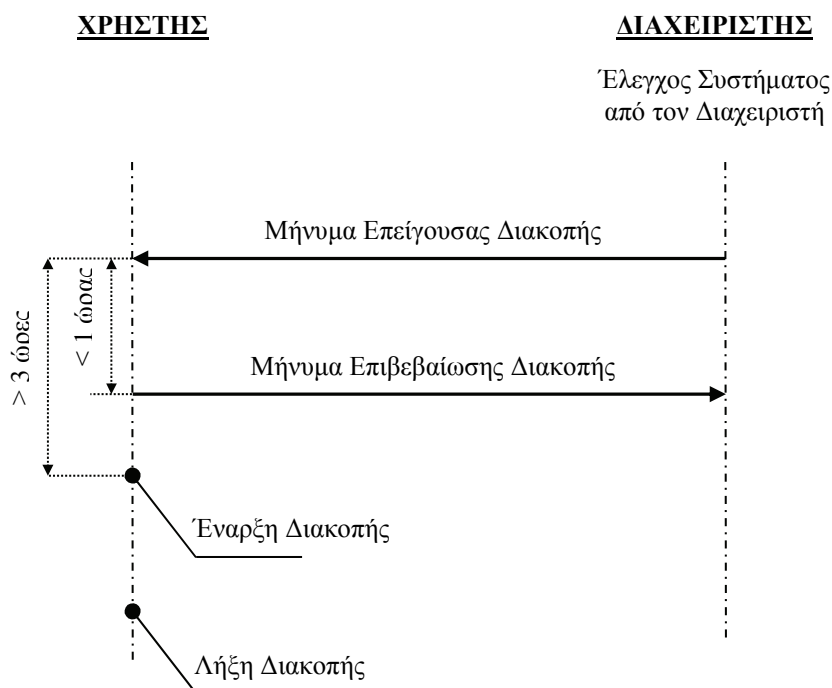 ΧΡΗΣΤΗΣ
ΔΙΑΧΕΙΡΙΣΤΗΣ
Έλεγχος Συστήματος
από τον Διαχειριστή
Μήνυμα Επείγουσας Διακοπής
> 3 ώρες
< 1 ώρας
Μήνυμα Επιβεβαίωσης Διακοπής
Έναρξη Διακοπής
Λήξη Διακοπής